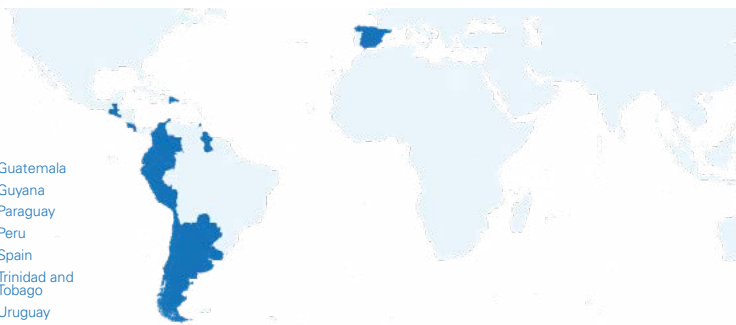 Guatemala
Guyana
Paraguay
Peru
Spain
Trinidad and
Tobago
Uruguay